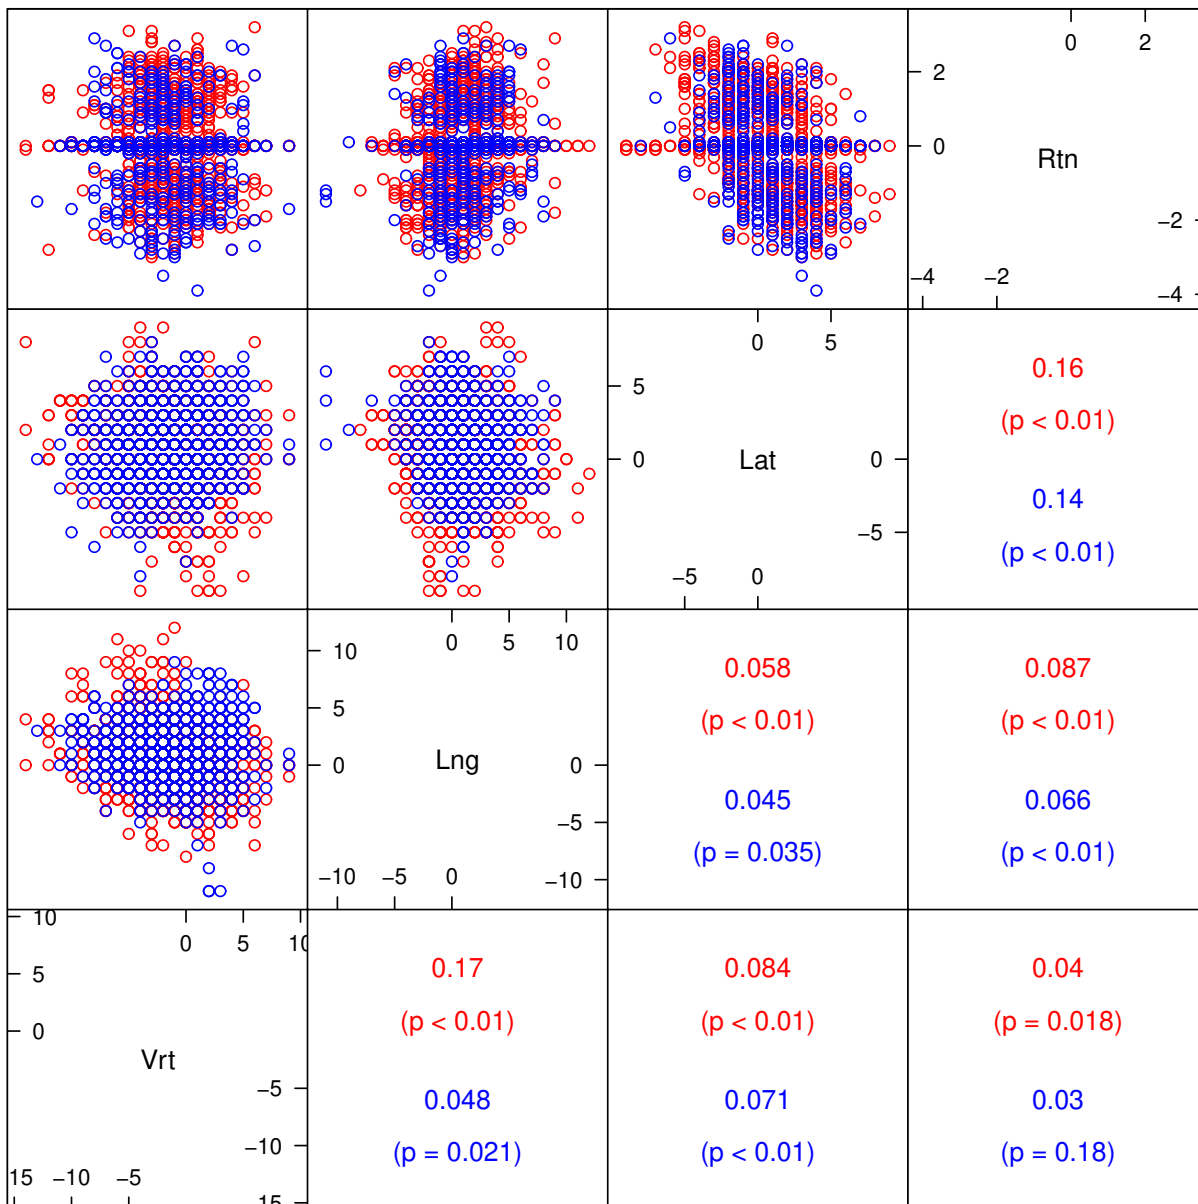 0 2
2
0
Rtn
−2
−4 −2
−4
0 5
5
0.16
(p < 0.01)
0 Lat 0
0.14
−5
(p < 0.01)
−5 0
0 5 10
10
0.058 0.087
5
(p < 0.01) (p < 0.01)
0 Lng 0
0.045 0.066
−5
(p = 0.035) (p < 0.01)
−10 −5 0 −10
10
0 5 10
5
0.17 0.084 0.04
(p < 0.01) (p < 0.01) (p = 0.018)
0
Vrt
−5
0.048 0.071 0.03
−10
(p = 0.021) (p < 0.01) (p = 0.18)
15 −10 −5
15